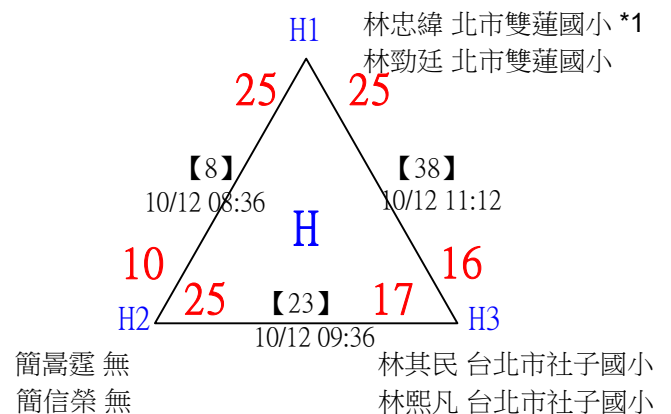 H1 林忠緯 北市雙蓮國小 *1
林勁廷 北市雙蓮國小
25 25
【8】 【38】
10/12 08:36 10/12 11:12
H
10 16
25 【23】 17
H2 H3
10/12 09:36
簡暠霆 無 林其民 台北市社子國小
簡信榮 無 林熙凡 台北市社子國小